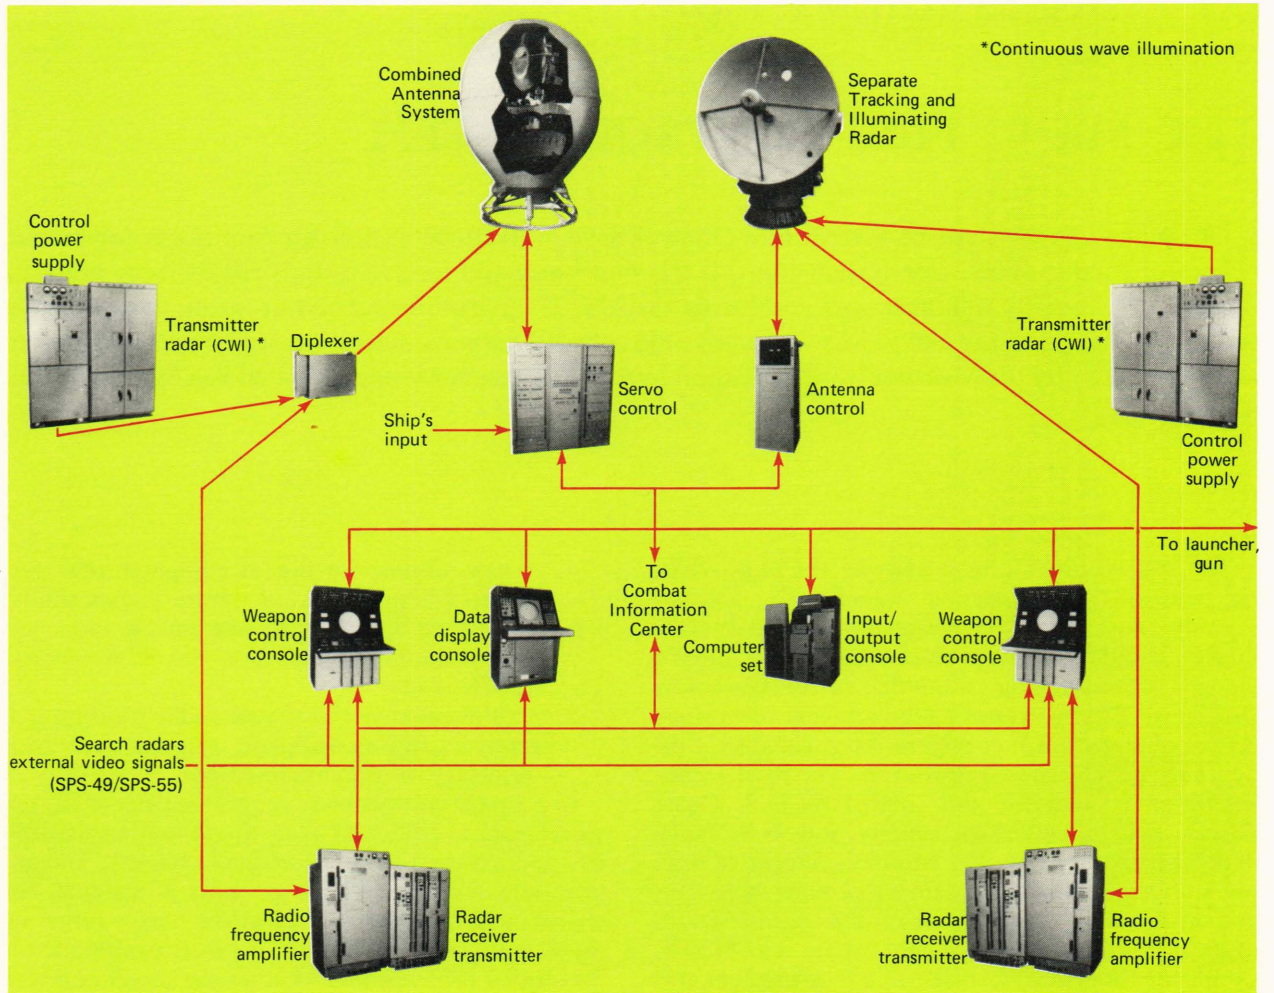 *Continuous wave illumination
Combined
Antenna
System
Separate
Tracking and
Illuminating
Radar
Control
power
supply
Transmitter
radar (CWI) *
Diplexer
Servo
control
Ship's
input
Antenna
control
Transmitter
radar (CWI) *
Control
power
supply
To launcher,
gun
To
Combat
Information
Center
Weapon
control
console
Data
display
console
Computer
set
Input/
output
console
Weapon
control
console
Search radars
external video signals
(SPS-49/SPS-55)
Radio
frequency
amplifier
Radar
receiver
transmitter
Radar
receiver
transmitter
Radio
frequency
amplifier